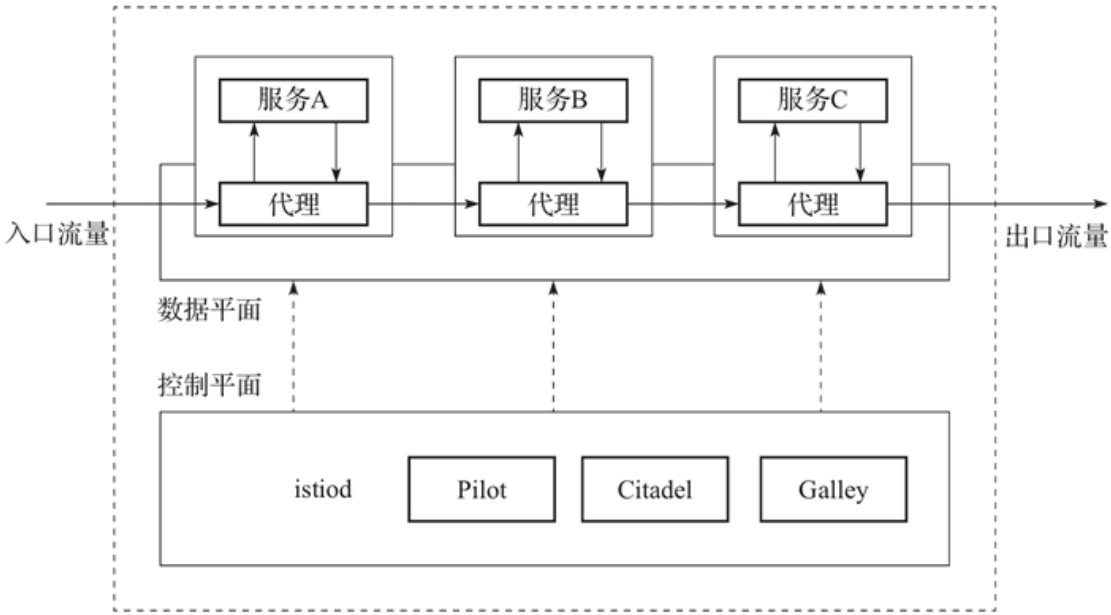 服务A
服务B
服务C
代理
代理
代理
入口流量
出口流量
数据平面
控制平面
istiod
Pilot
Citadel
Galley